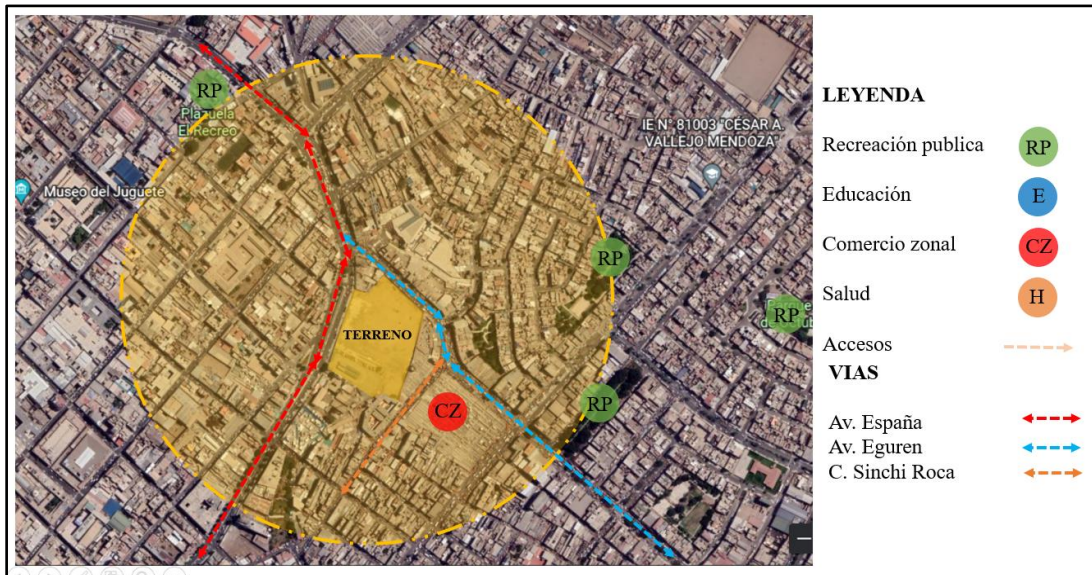 RP
Plazuela
El Recreo
IE N° 81003 "CÉSAR A.
VALLEJO MENDOZA"
Museo del Juguete
RP
RP
TERRENO
CZ
RP
LEYENDA
Recreación publica
RP
Educación
E
Comercio zonal
CZ
Salud
H
Accesos
VIAS
Av. España
Av. Eguren
C. Sinchi Roca